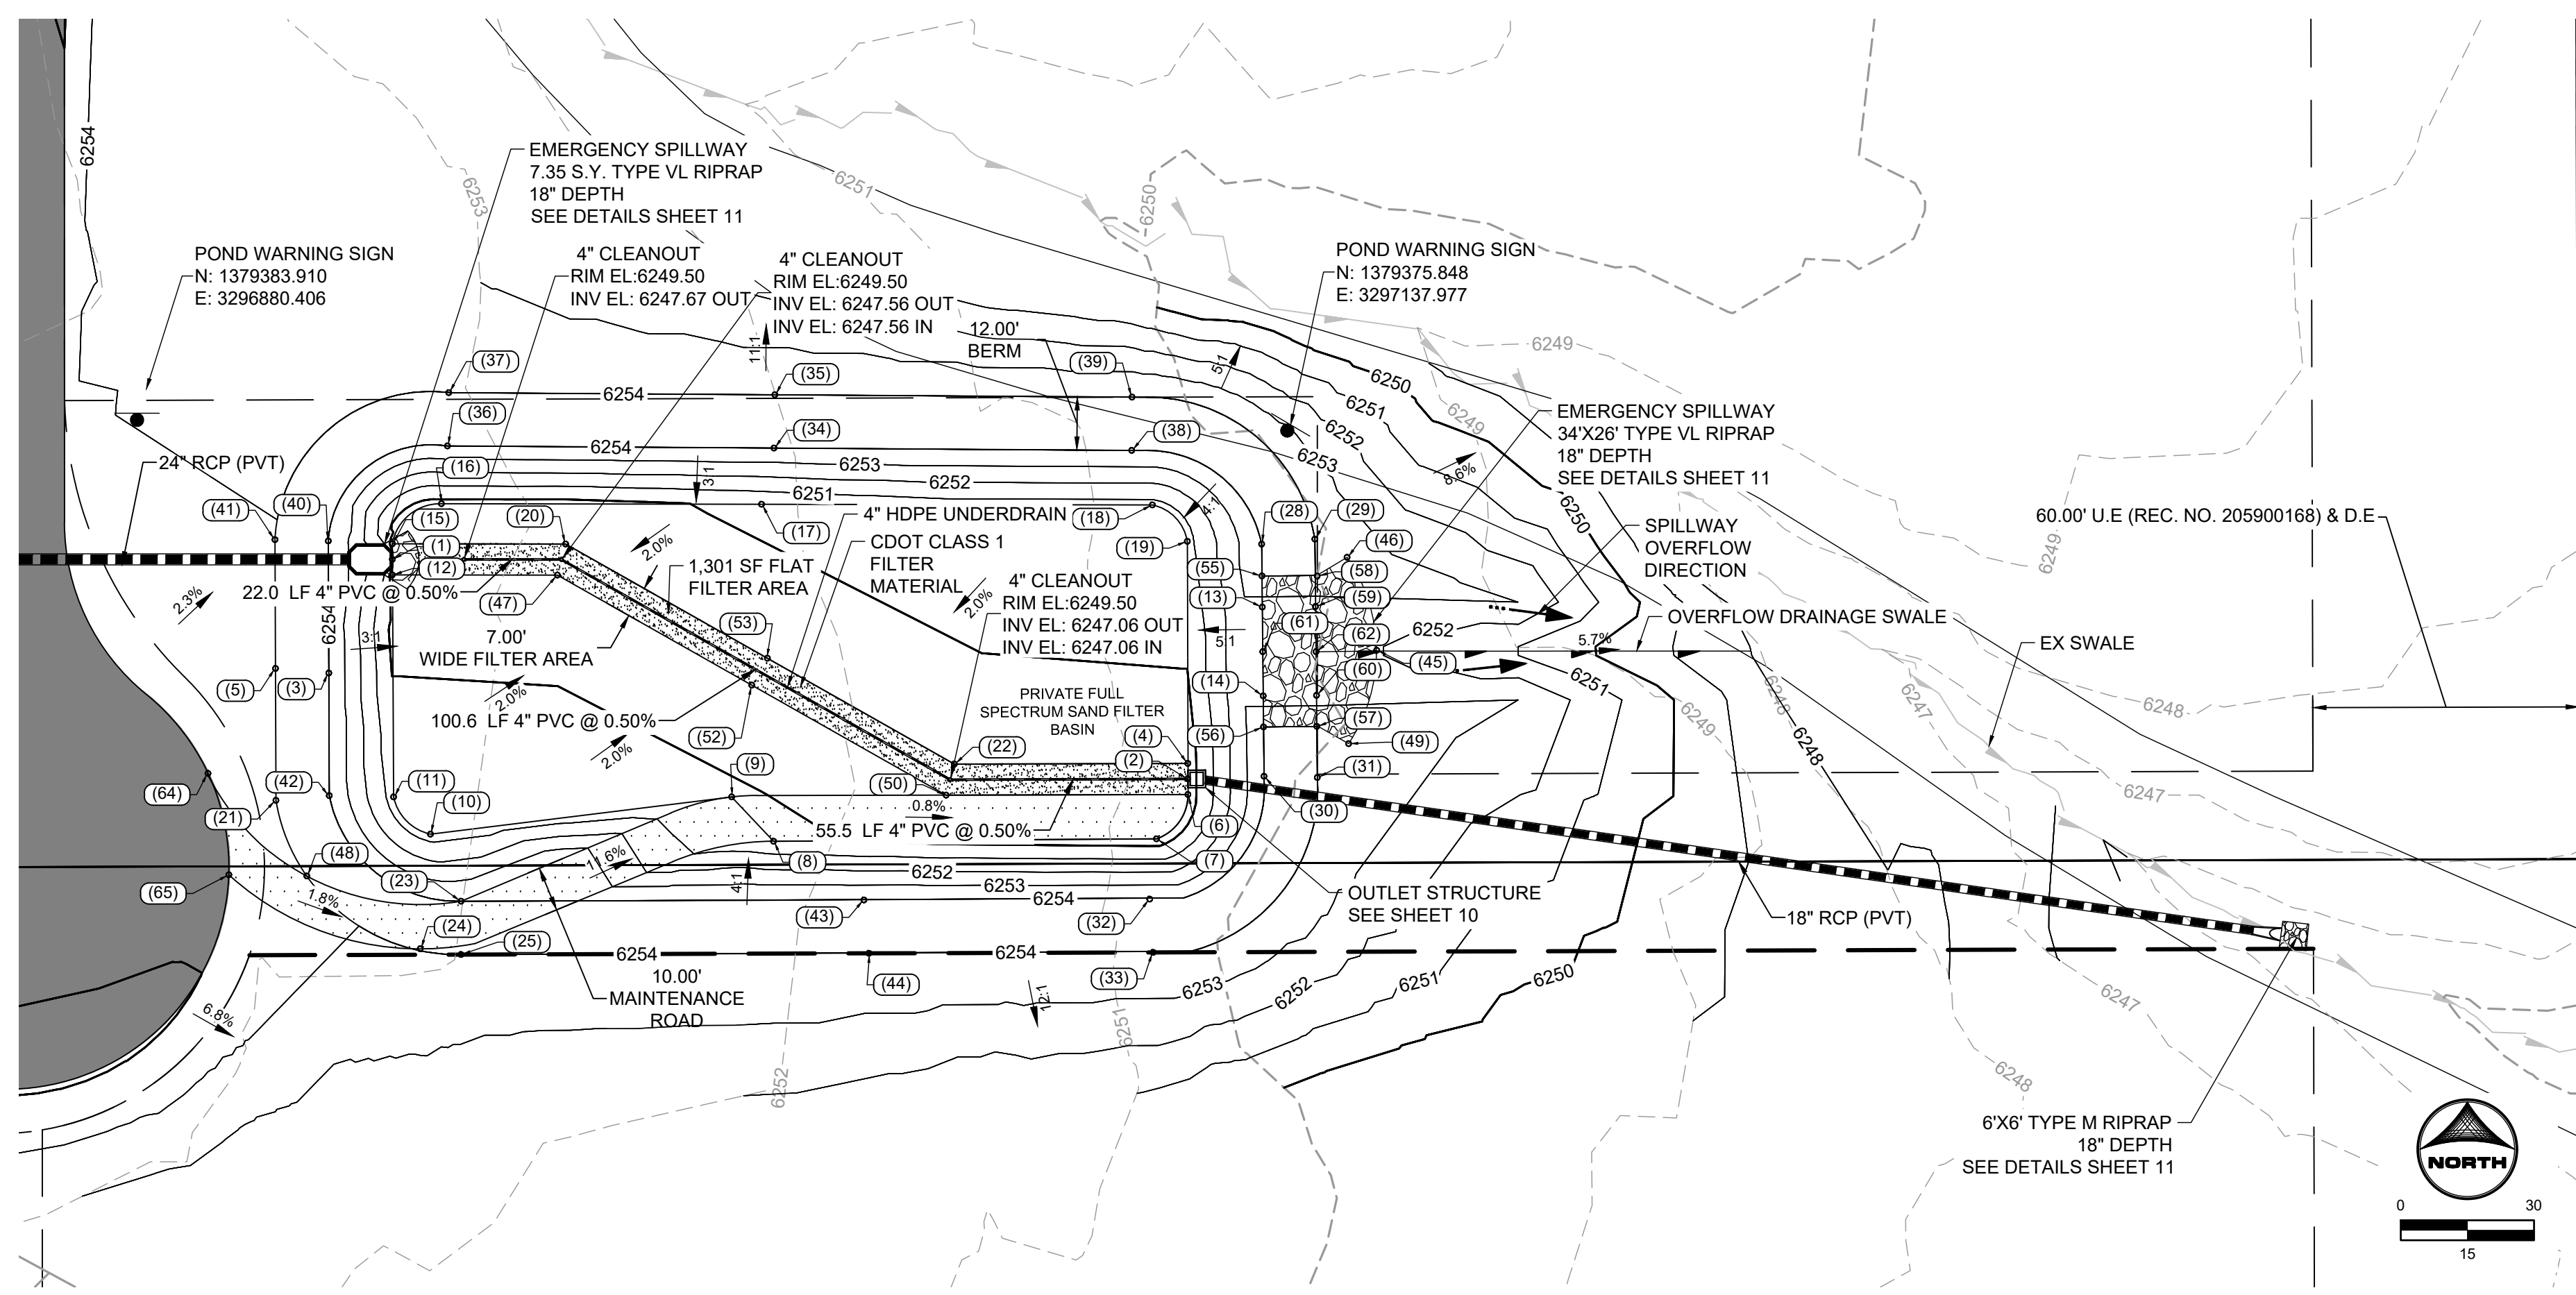 6254
EMERGENCY SPILLWAY
7.35 S.Y. TYPE VL RIPRAP
18" DEPTH
SEE DETAILS SHEET 11
6253
6251
6250
POND WARNING SIGN
N: 1379383.910
E: 3296880.406
4" CLEANOUT
RIM EL:6249.50
INV EL: 6247.67 OUT
4" CLEANOUT
RIM EL:6249.50
INV EL: 6247.56 OUT
INV EL: 6247.56 IN
POND WARNING SIGN
N: 1379375.848
E: 3297137.977
12.00'
BERM
11:1
5:1
6249
(37)
(35)
(39)
6254
6250
6251
6252
6253
6249
(36)
(34)
(38)
6254
EMERGENCY SPILLWAY
34'X26' TYPE VL RIPRAP
18" DEPTH
SEE DETAILS SHEET 11
8.6%
24" RCP (PVT)
(16)
6253
6252
6251
3:1
4:1
(41)
(40)
(15)
(20)
(17)
4" HDPE UNDERDRAIN
(18)
(28)
(29)
6250
60.00' U.E (REC. NO. 205900168) & D.E
(1)
(12)
2.0%
CDOT CLASS 1
FILTER
MATERIAL
(19)
(46)
SPILLWAY
OVERFLOW
DIRECTION
6249
1,301 SF FLAT
FILTER AREA
(55)
(58)
4" CLEANOUT
RIM EL:6249.50
INV EL: 6247.06 OUT
INV EL: 6247.06 IN
2.3%
22.0 LF 4" PVC @ 0.50%
(47)
2.0%
(13)
(59)
OVERFLOW DRAINAGE SWALE
6254
3:1
7.00'
WIDE FILTER AREA
(53)
5:1
(61)
(62)
6252
5.7%
EX SWALE
(5)
(3)
2.0%
(14)
(60)
(45)
6251
6248
6247
6248
PRIVATE FULL
SPECTRUM SAND FILTER
BASIN
100.6 LF 4" PVC @ 0.50%
(52)
2.0%
(56)
(57)
6249
(22)
(4)
(49)
6248
(9)
(2)
(31)
(64)
(42)
(11)
(10)
(50)
6247
(21)
0.8%
55.5 LF 4" PVC @ 0.50%
(6)
(30)
(48)
11.6%
(8)
(7)
(65)
(23)
4:1
6252
6253
6254
1.8%
(24)
(43)
(32)
OUTLET STRUCTURE
SEE SHEET 10
18" RCP (PVT)
(25)
6254
6254
(44)
(33)
6253
6252
6251
6250
10.00'
MAINTENANCE
ROAD
6.8%
12:1
6251
6247
6252
6248
6'X6' TYPE M RIPRAP
18" DEPTH
SEE DETAILS SHEET 11
NORTH
0
30
15